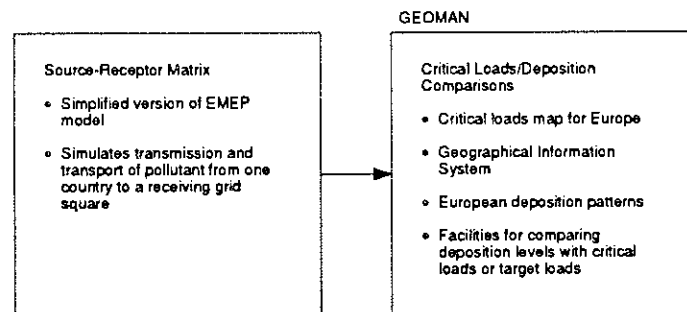 GEOMAN
Source-Receptor Matrix
• Simplified version of EMEP
model
• Simulates transmission and
transport of pollutant from one
country to a receiving grid
square
Critical Loads/Deposition
Comparisons
• Critical loads map for Europe
• Geographical Information
System
• European deposition patterns
• Facilities for comparing
deposition levels with critical
loads or target loads